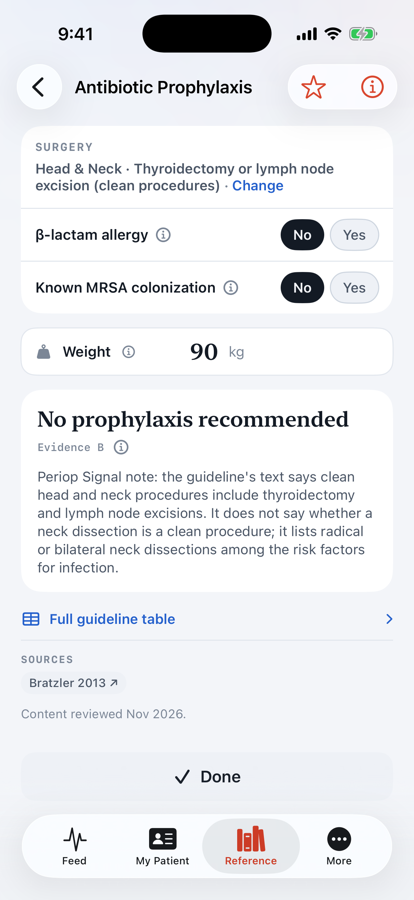 9:41
Antibiotic Prophylaxis
SURGERY
Head & Neck · Thyroidectomy or lymph node
excision (clean procedures) · Change
β-lactam allergy
No
Yes
Known MRSA colonization
No
Yes
Weight
90 kg
No prophylaxis recommended
Evidence B
Periop Signal note: the guideline's text says clean
head and neck procedures include thyroidectomy
and lymph node excisions. It does not say whether a
neck dissection is a clean procedure; it lists radical
or bilateral neck dissections among the risk factors
for infection.
Full guideline table
SOURCES
Bratzler 2013 ↗
Content reviewed Nov 2026.
Done
Feed
My Patient
Reference
More